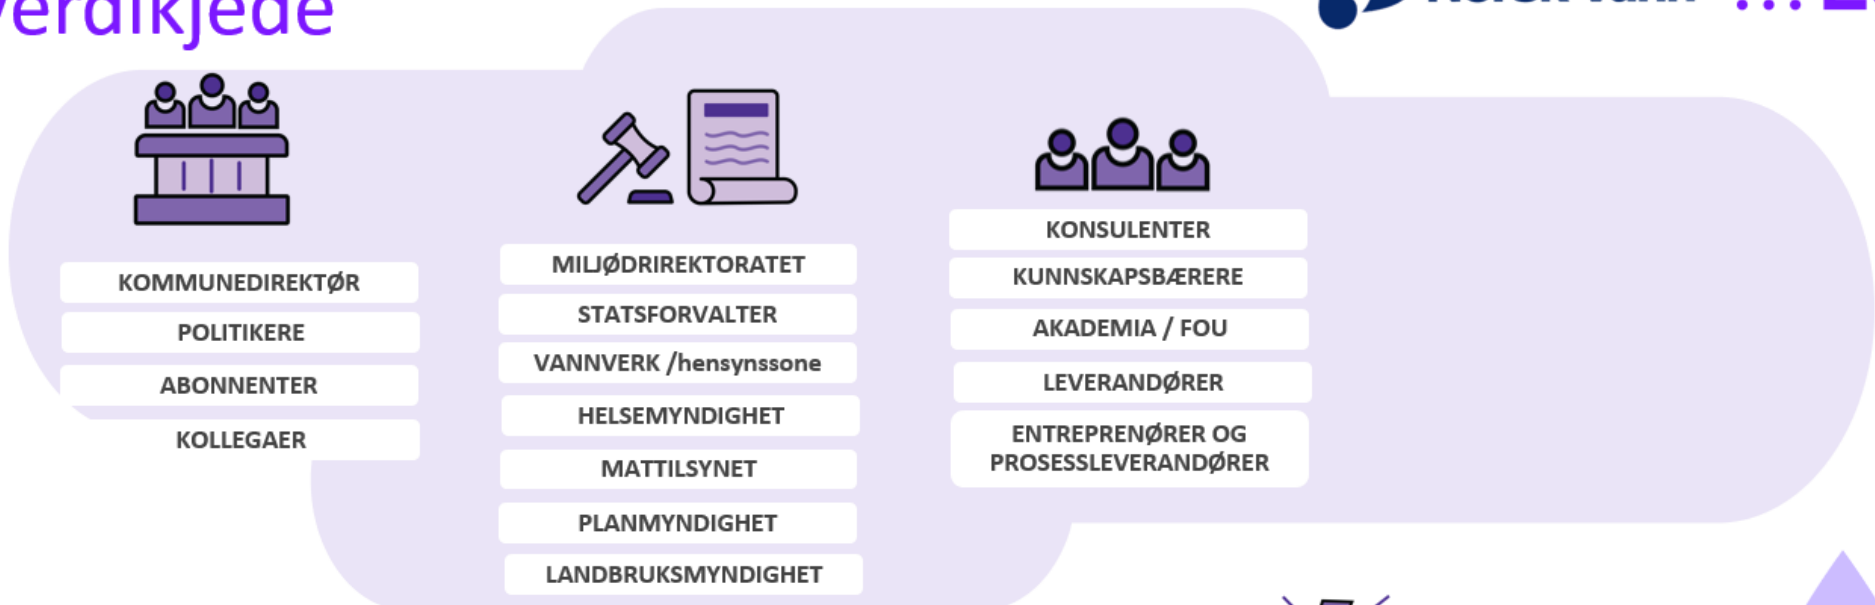 verdikjede
KOMMUNEDIREKTØR
POLITIKERE
ABONNENTER
KOLLEGAER
MILJØDRIREKTORATET
STATSFORVALTER
VANNVERK /hensynssone
HELSEMYNDIGHET
MATTILSYNET
PLANMYNDIGHET
LANDBRUKSMYNDIGHET
KONSULENTER
KUNNSKAPSBÆRERE
AKADEMIA / FOU
LEVERANDØRER
ENTREPRENØRER OG
PROSESSLEVERANDØRER